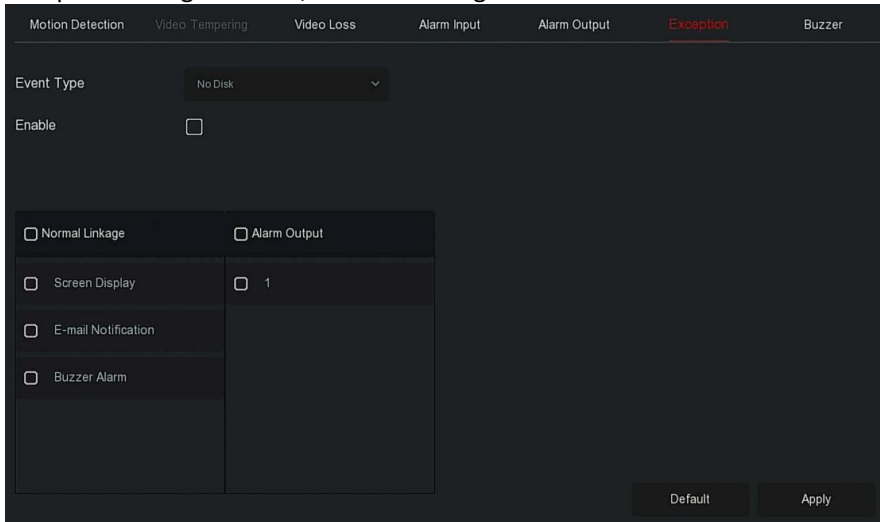 Motion Detection Video Tempering Video Loss Alarm Input Alarm Output Exception Buzzer
Event Type No Disk
Enable
Normal Linkage Alarm Output
Screen Display 1
E-mail Notification
Buzzer Alarm
Default Apply